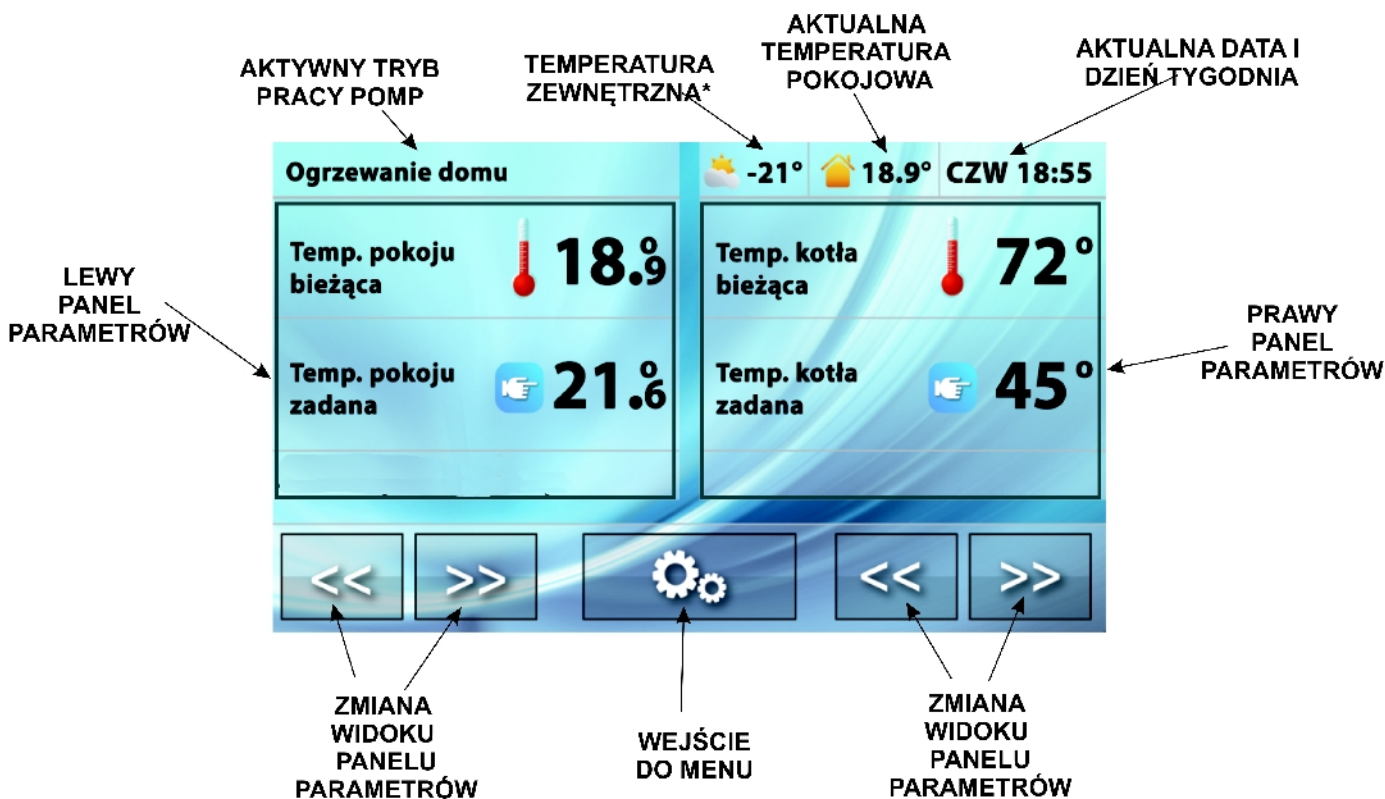 AKTUALNA
TEMPERATURA
POKOJOWA
AKTYWNY TRYB
PRACY POMP
TEMPERATURA
ZEWNĘTRZNA*
AKTUALNA DATA I
DZIEŃ TYGODNIA
Ogrzewanie domu
-21° 18.9° CZW 18:55
LEWY
PANEL
PARAMETRÓW
Temp. pokoju
bieżąca
18.9°
Temp. pokoju
zadana
21.6°
Temp. kotła
bieżąca
72°
Temp. kotła
zadana
45°
PRAWY
PANEL
PARAMETRÓW
<< >> << >>
ZMIANA
WIDOKU
PANELU
PARAMETRÓW
WEJŚCIE
DO MENU
ZMIANA
WIDOKU
PANELU
PARAMETRÓW